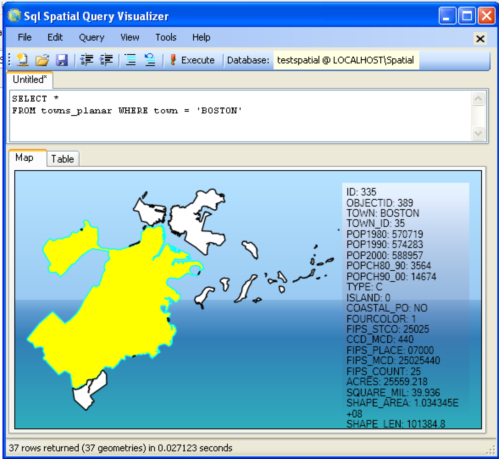 Sql Spatial Query Visualizer
File Edit Query View Tools Help
Execute Database: testspatial @ LOCALHOST\Spatial
Untitled*
SELECT *
FROM towns_planar WHERE town = 'BOSTON'
Map Table
ID: 335
OBJECTID: 389
TOWN: BOSTON
TOWN_ID: 35
POP1980: 570719
POP1990: 574283
POP2000: 588957
POPCH80_90: 3564
POPCH90_00: 14674
TYPE: C
ISLAND: 0
COASTAL_PO: NO
FOURCOLOR: 1
FIPS_STCO: 25025
CCD_MCD: 440
FIPS_PLACE: 07000
FIPS_MCD: 25025440
FIPS_COUNT: 25
ACRES: 25559.218
SQUARE_MIL: 39.936
SHAPE_AREA: 1.034345E
+08
SHAPE_LEN: 101384.8
37 rows returned (37 geometries) in 0.027123 seconds